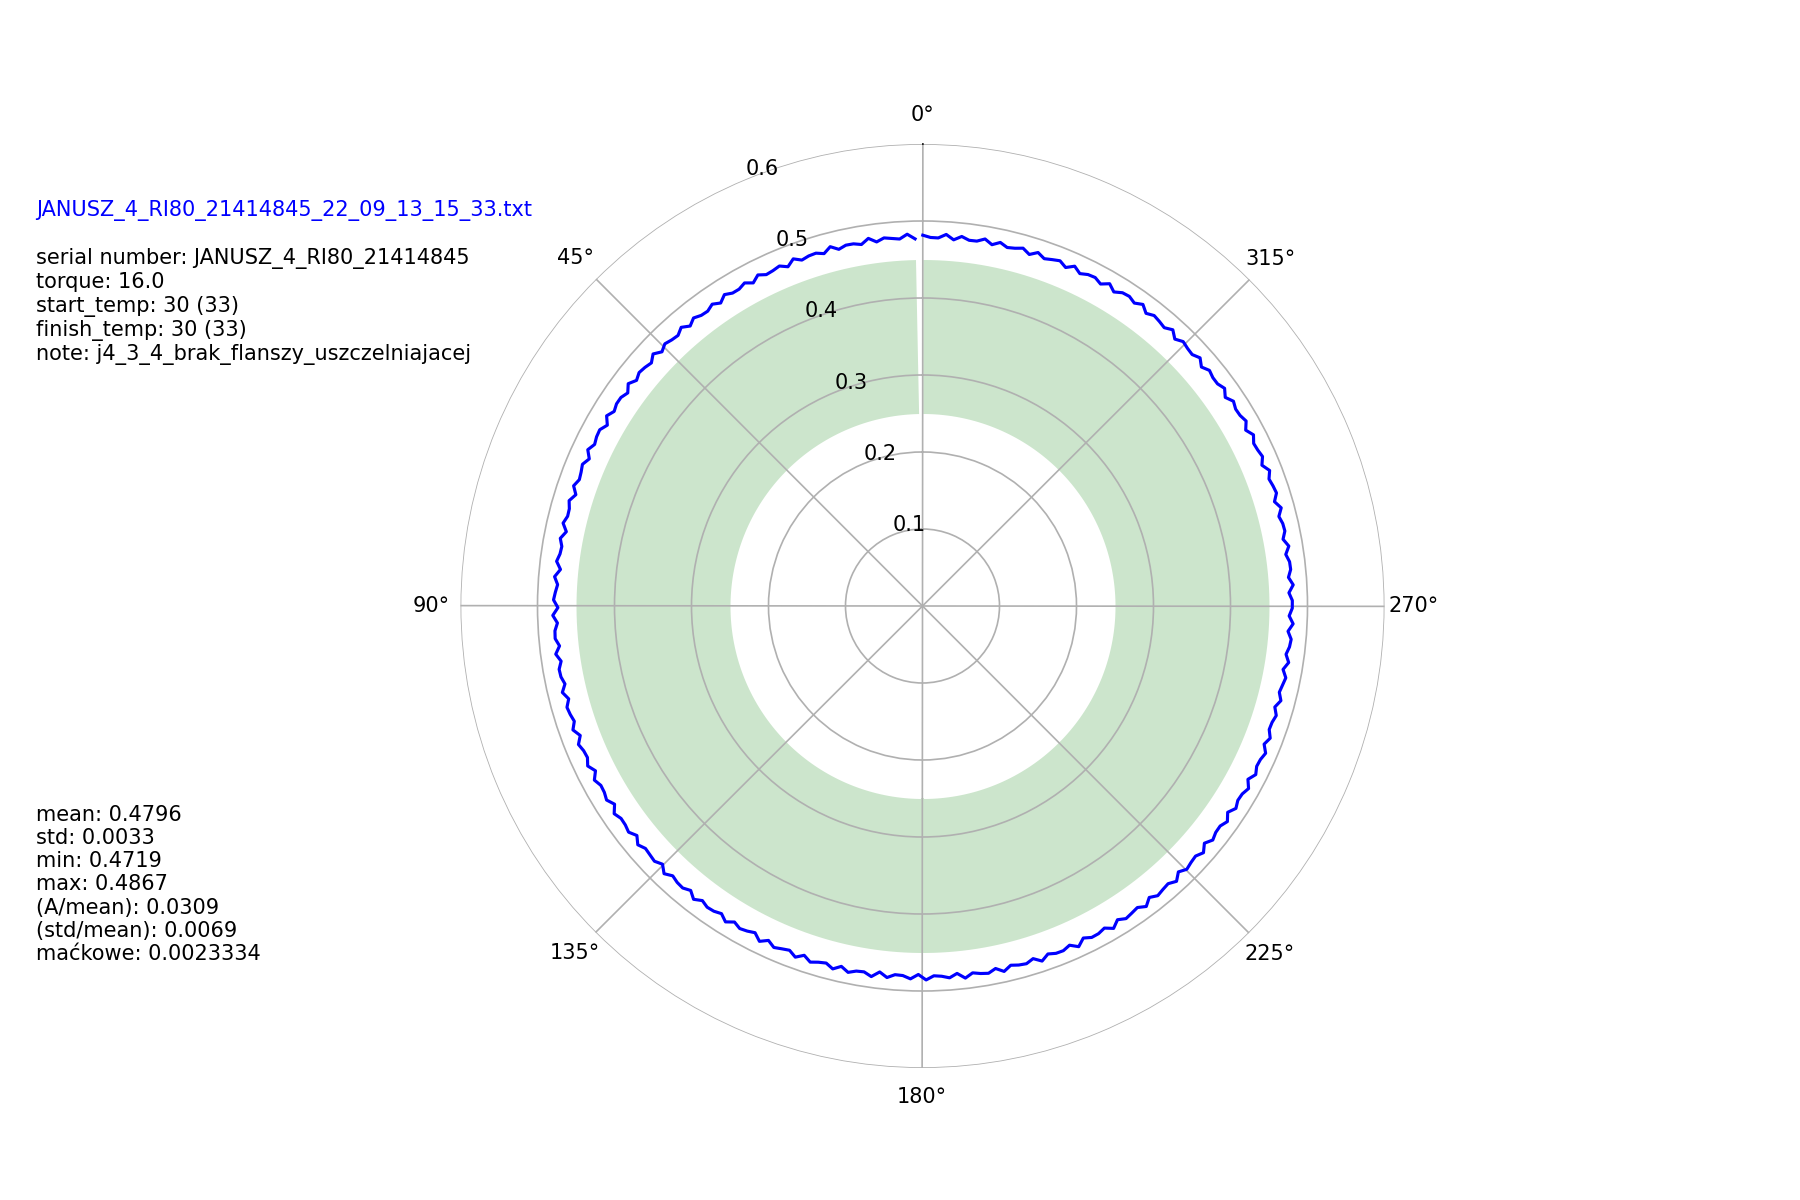 0°
0.6
JANUSZ_4_RI80_21414845_22_09_13_15_33.txt
0.5
45°
315°
serial number: JANUSZ_4_RI80_21414845
torque: 16.0
start_temp: 30 (33)
finish_temp: 30 (33)
note: j4_3_4_brak_flanszy_uszczelniajacej
0.4
0.3
0.2
0.1
90°
270°
mean: 0.4796
std: 0.0033
min: 0.4719
max: 0.4867
(A/mean): 0.0309
(std/mean): 0.0069
maćkowe: 0.0023334
135°
225°
180°